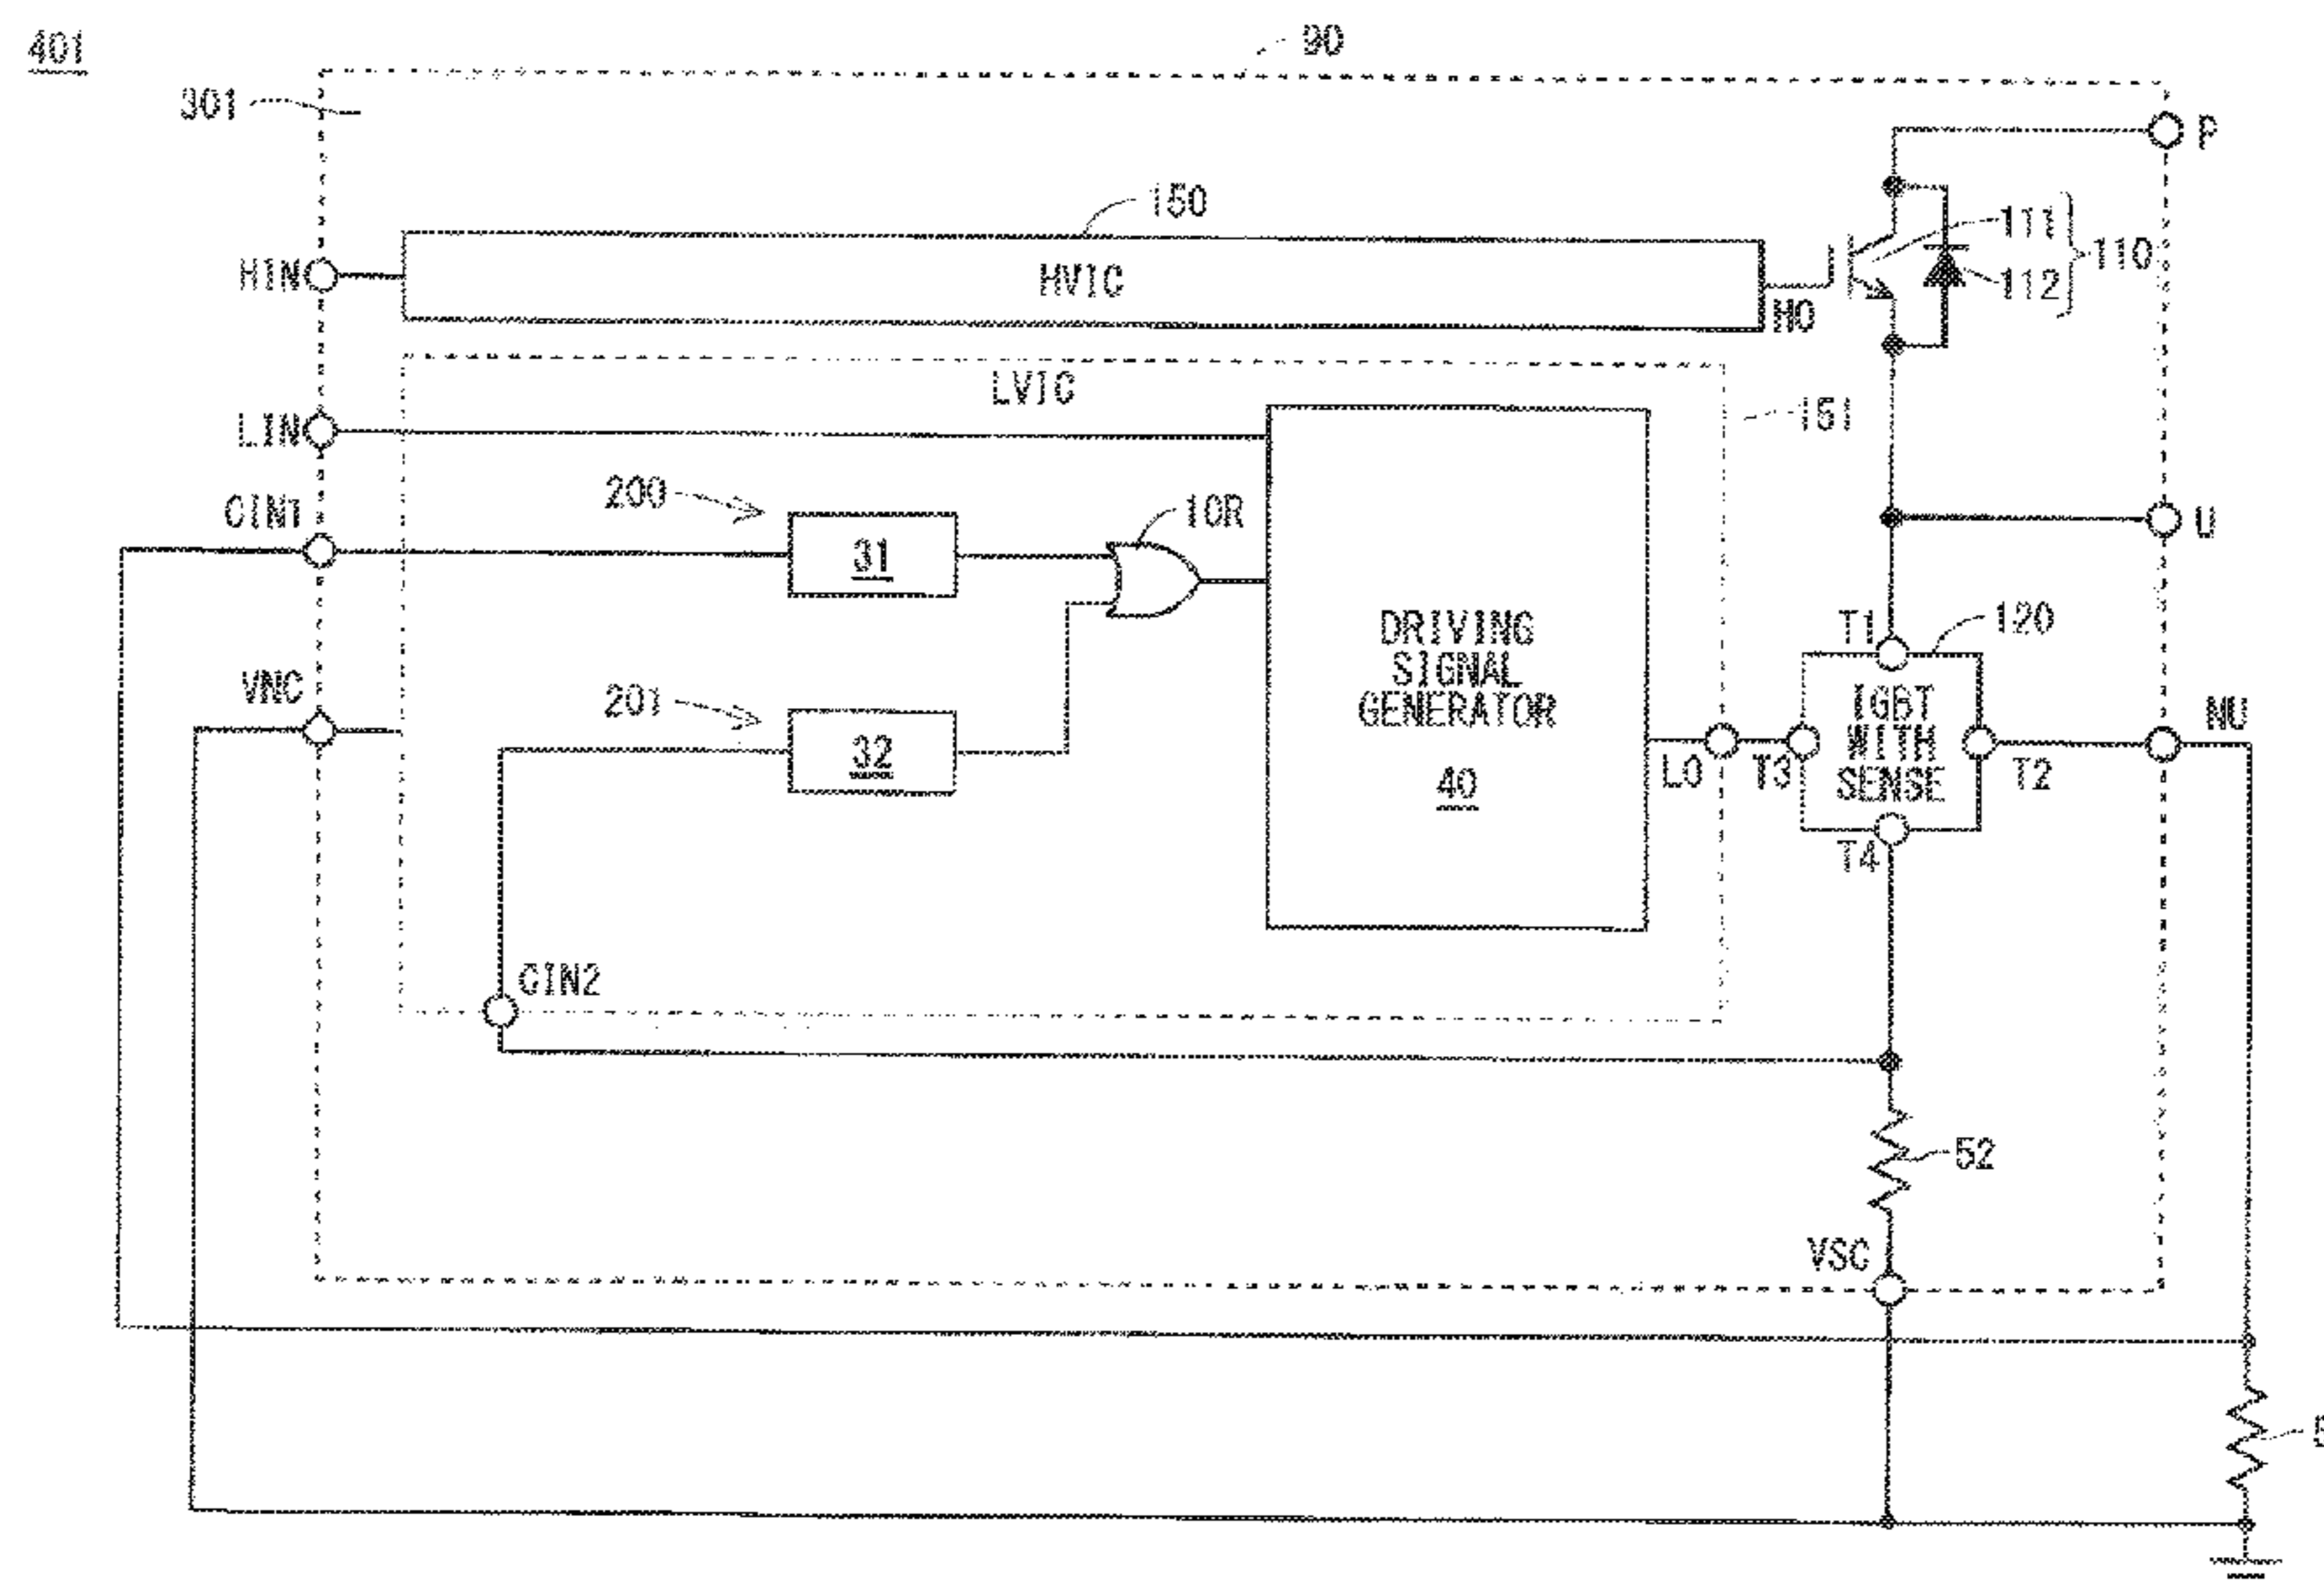 401
90
301
P
150
111
110
HIN
HVIC
112
HO
LVIC
LIN
151
200
10R
CIN1
U
31
DRIVING
SIGNAL
GENERATOR
T1
120
VNC
201
IGBT
WITH
SENSE
NU
32
40
LO
T3
T2
T4
CIN2
52
VSC